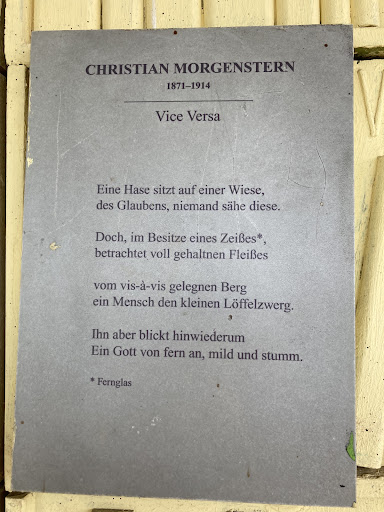 CHRISTIAN MORGENSTERN
1871–1914
Vice Versa
Eine Hase sitzt auf einer Wiese,
des Glaubens, niemand sähe diese.
Doch, im Besitze eines Zeißes*,
betrachtet voll gehaltnen Fleißes
vom vis-à-vis gelegnen Berg
ein Mensch den kleinen Löffelzwerg.
Ihn aber blickt hinwiederum
Ein Gott von fern an, mild und stumm.
* Fernglas